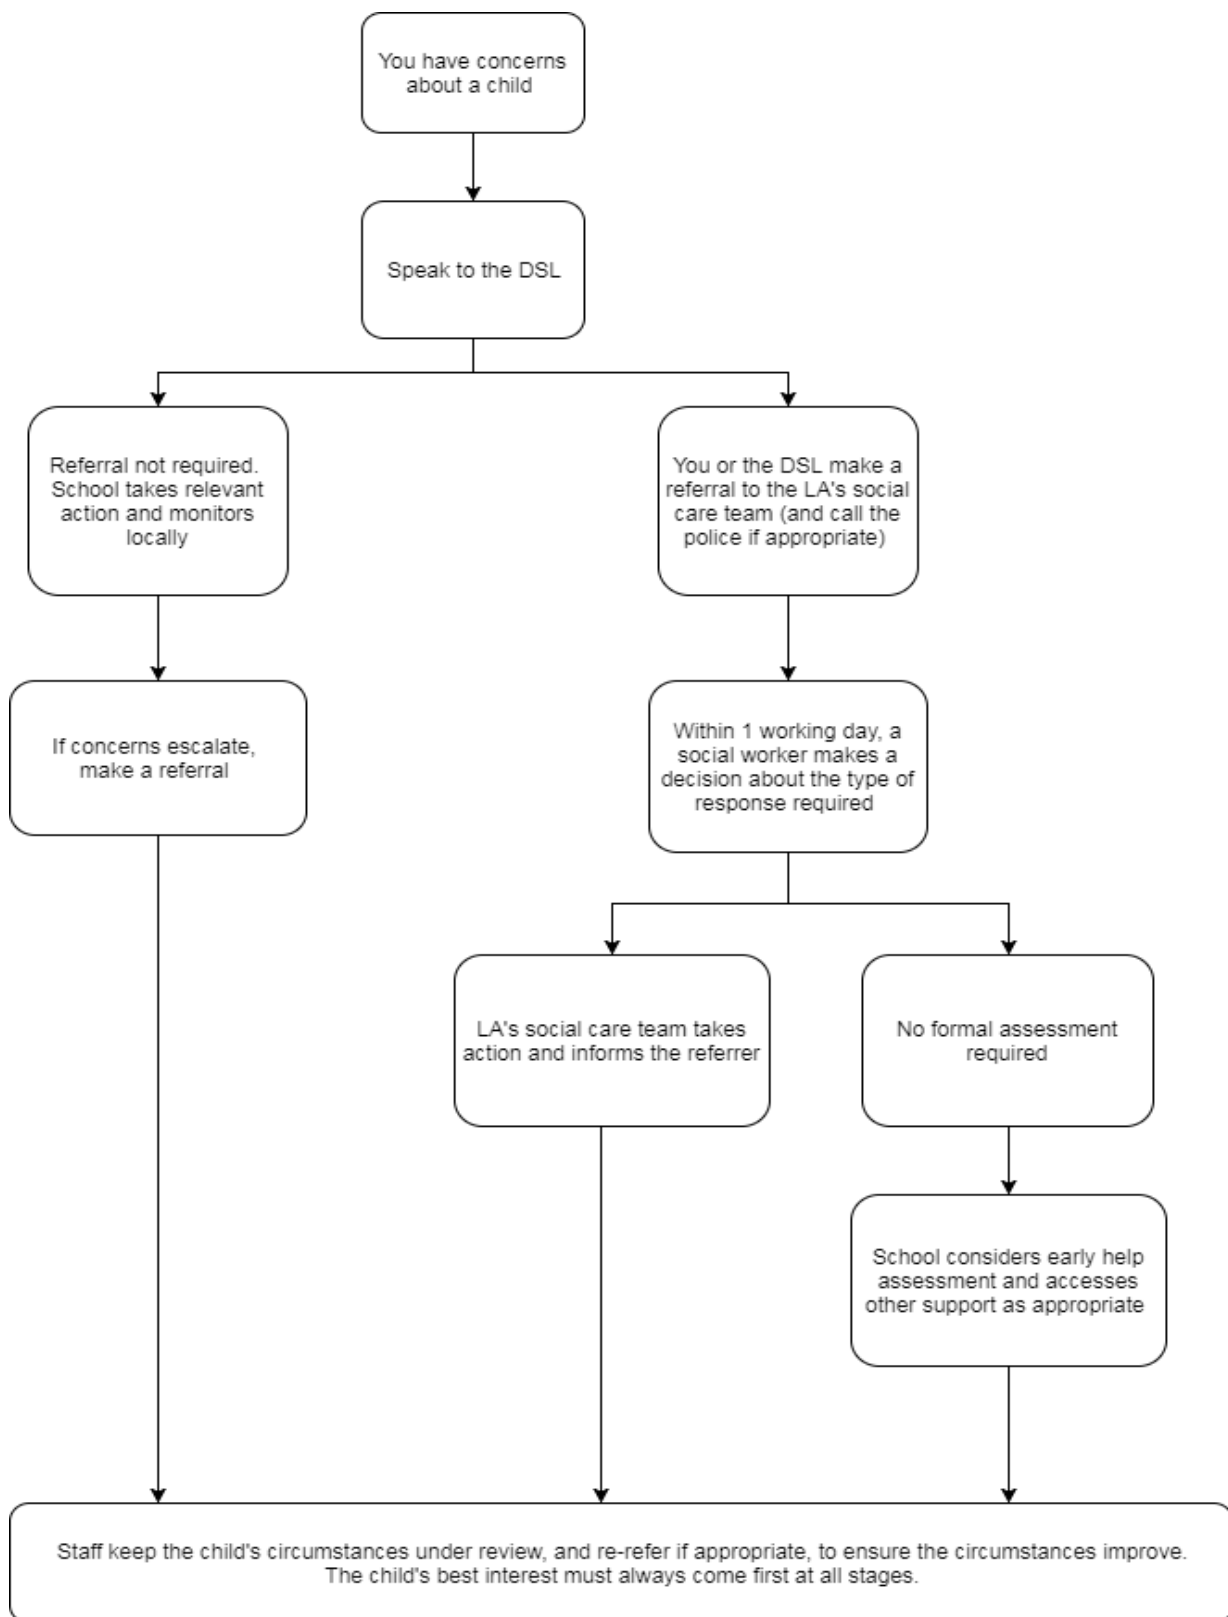 You have concerns
about a child
Speak to the DSL
Referral not required.
School takes relevant
action and monitors
locally
You or the DSL make a
referral to the LA's social
care team (and call the
police if appropriate)
If concerns escalate,
make a referral
Within 1 working day, a
social worker makes a
decision about the type of
response required
LA's social care team takes
action and informs the referrer
No formal assessment
required
School considers early help
assessment and accesses
other support as appropriate
Staff keep the child's circumstances under review, and re-refer if appropriate, to ensure the circumstances improve.
The child's best interest must always come first at all stages.